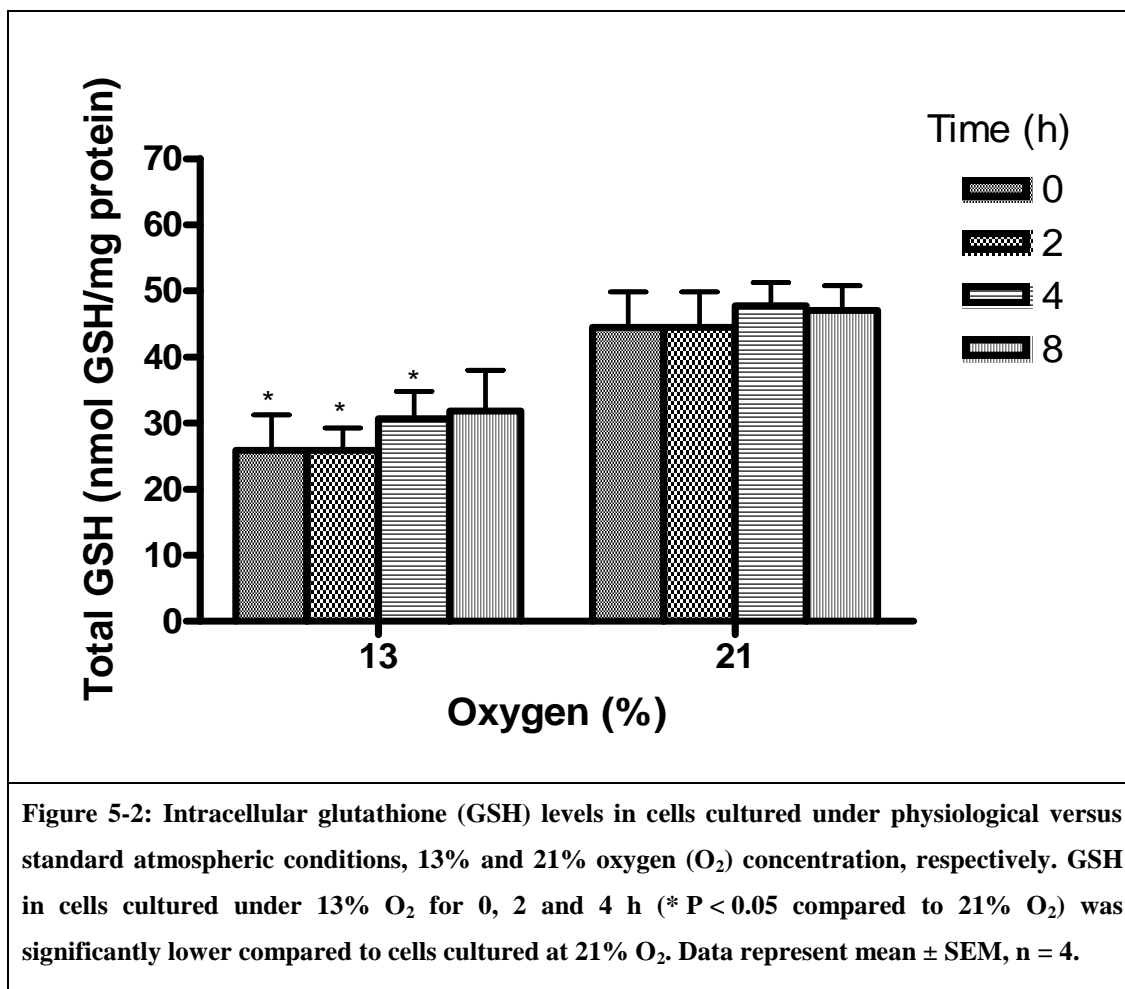 Total GSH (nmol GSH/mg protein)
70
60
50
40
30
20
10
0
* * *
13 21
Oxygen (%)
Time (h)
0
2
4
8
Figure 5-2: Intracellular glutathione (GSH) levels in cells cultured under physiological versus
standard atmospheric conditions, 13% and 21% oxygen (O₂) concentration, respectively. GSH
in cells cultured under 13% O₂ for 0, 2 and 4 h (* P < 0.05 compared to 21% O₂) was
significantly lower compared to cells cultured at 21% O₂. Data represent mean ± SEM, n = 4.